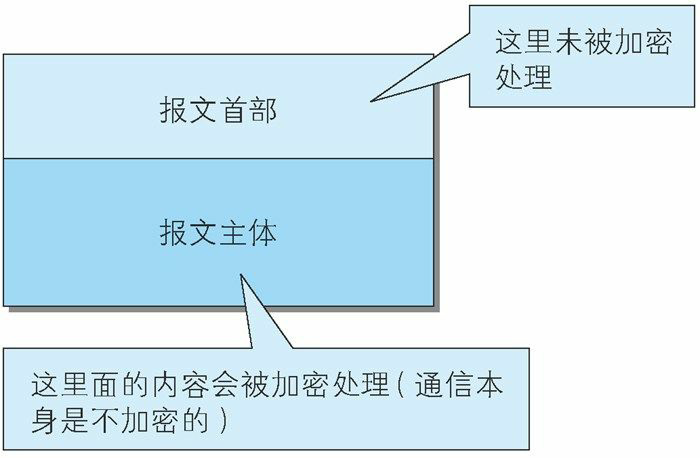 这里未被加密
处理
报文首部
报文主体
这里面的内容会被加密处理（通信本
身是不加密的）